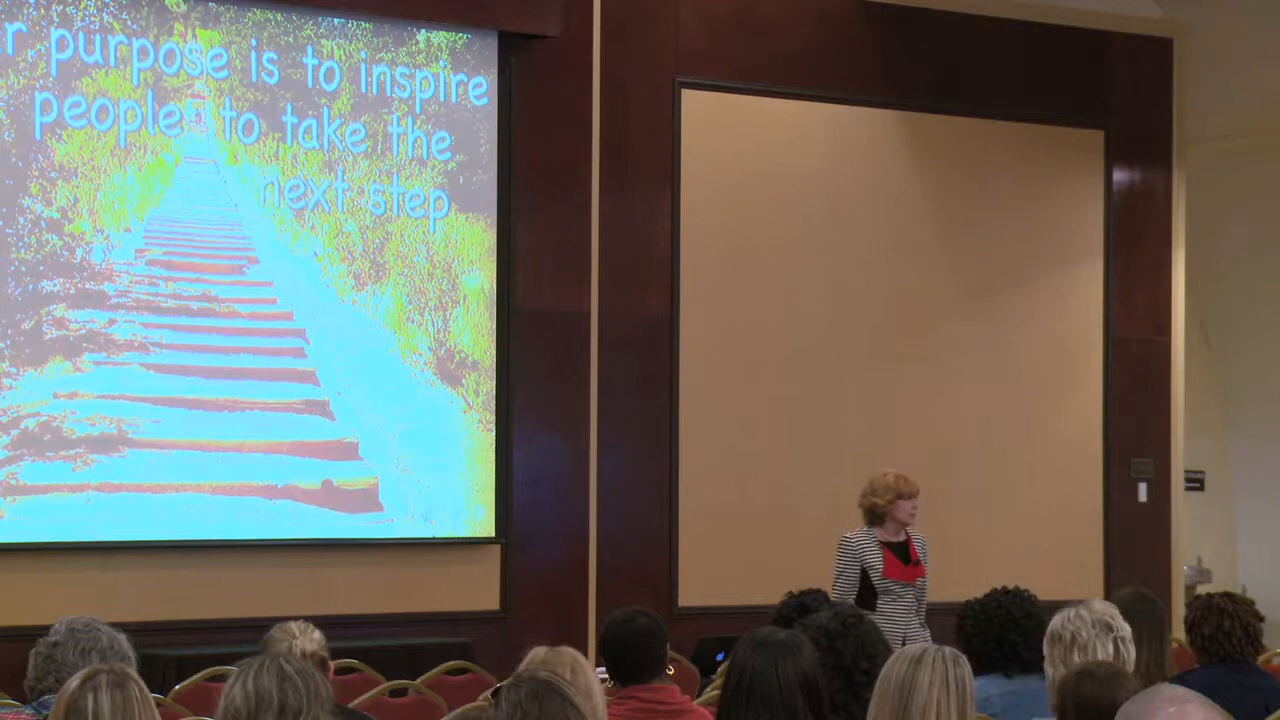 r purpose is to inspire
people to take the
next step